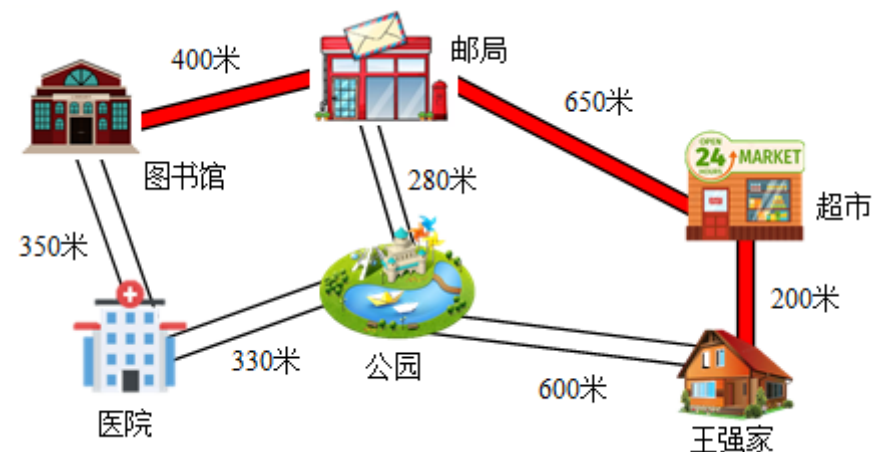 400米
邮局
650米
OPEN
24
HOURS
MARKET
图书馆
280米
超市
350米
200米
330米
公园
600米
医院
王强家